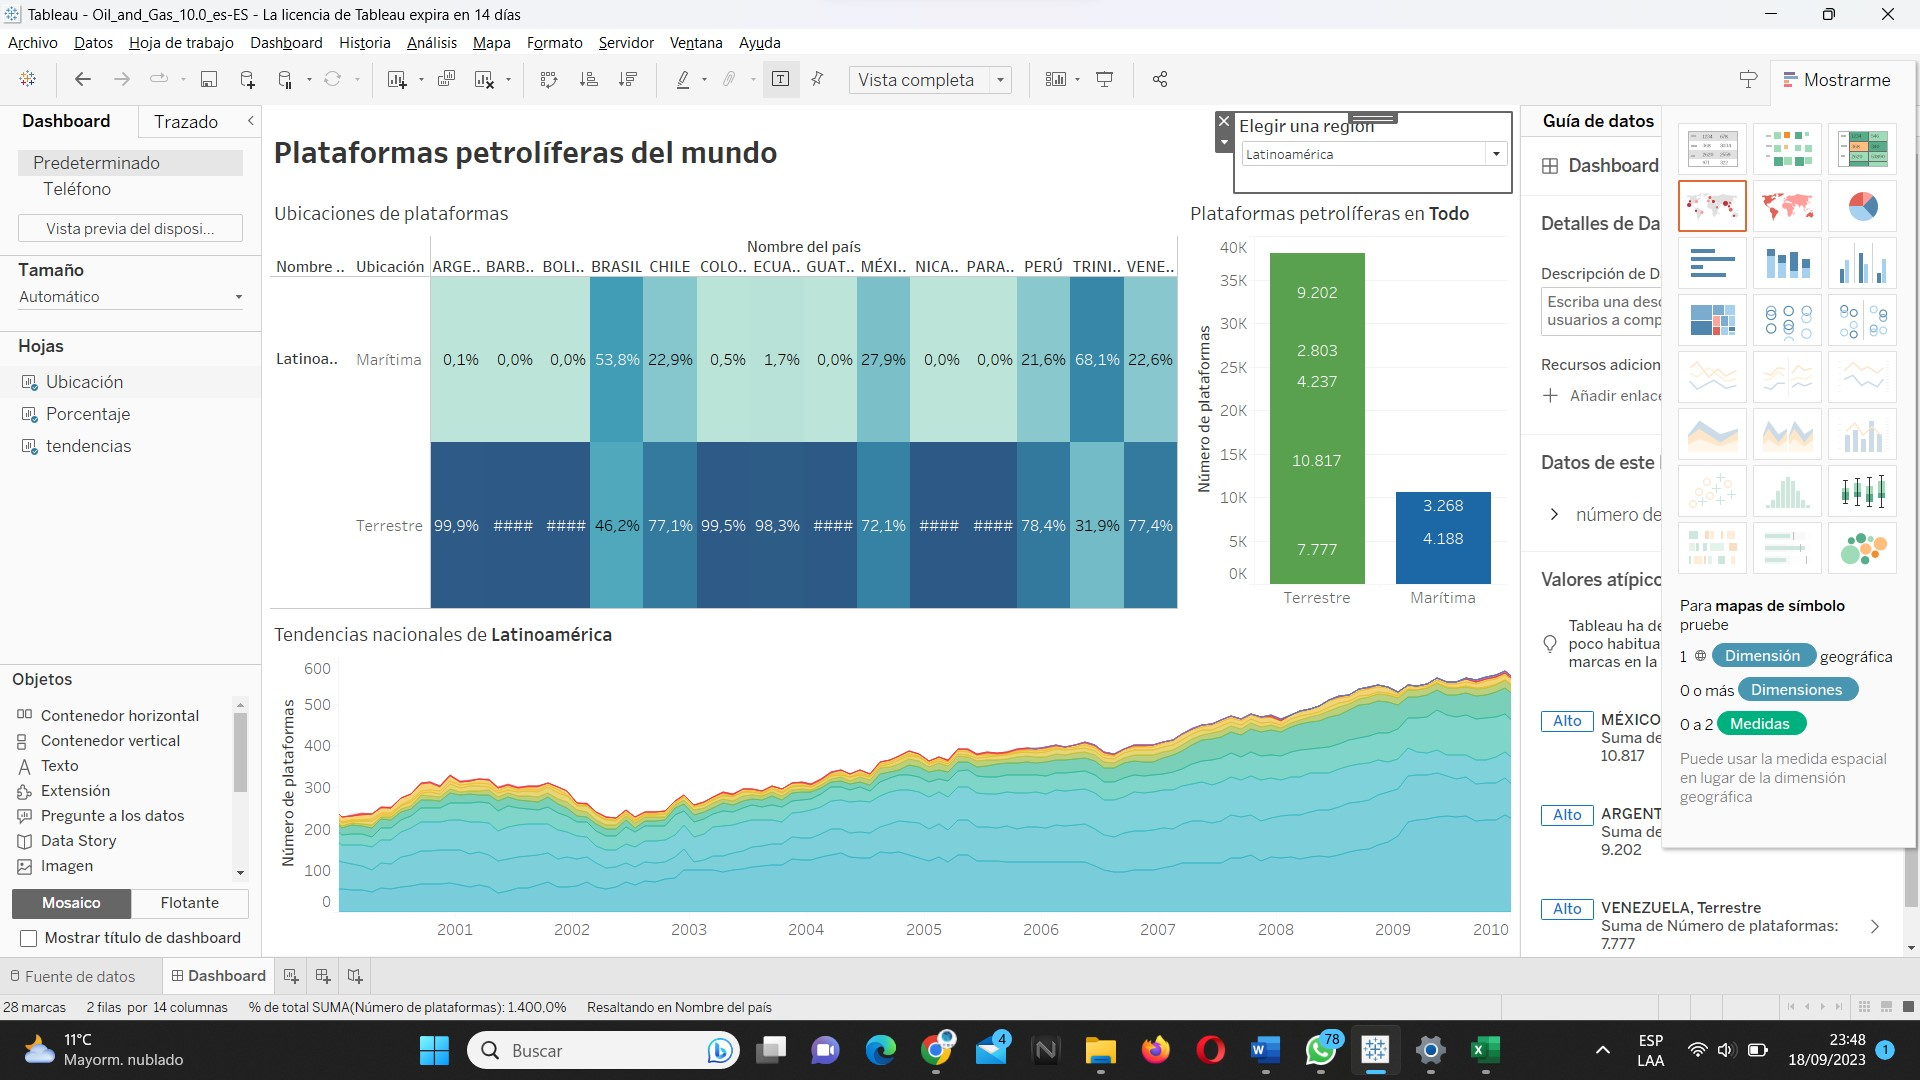 Tableau - Oil_and_Gas_10.0_es-ES - La licencia de Tableau expira en 14 días
Archivo Datos Hoja de trabajo Dashboard Historia Análisis Mapa Formato Servidor Ventana Ayuda
Vista completa
Mostrarme
Dashboard Trazado
Predeterminado
Teléfono
Vista previa del disposi...
Tamaño
Automático
Hojas
Ubicación
Porcentaje
tendencias
Objetos
Contenedor horizontal
Contenedor vertical
Texto
Extensión
Pregunte a los datos
Data Story
Imagen
Mosaico Flotante
Mostrar título de dashboard
Plataformas petrolíferas del mundo
Elegir una región
Latinoamérica
Ubicaciones de plataformas
Nombre del país
Nombre .. Ubicación ARGE.. BARB.. BOLI.. BRASIL CHILE COLO.. ECUA.. GUAT.. MÉXI.. NICA.. PARA.. PERÚ TRINI.. VENE..
Latinoa.. Marítima 0,1% 0,0% 0,0% 53,8% 22,9% 0,5% 1,7% 0,0% 27,9% 0,0% 0,0% 21,6% 68,1% 22,6%
Terrestre 99,9% #### #### 46,2% 77,1% 99,5% 98,3% #### 72,1% #### #### 78,4% 31,9% 77,4%
Plataformas petrolíferas en Todo
Número de plataformas
40K
35K
30K
25K
20K
15K
10K
5K
0K
9.202
2.803
4.237
10.817
7.777
3.268
4.188
Terrestre Marítima
Tendencias nacionales de Latinoamérica
Número de plataformas
600
500
400
300
200
100
0
2001 2002 2003 2004 2005 2006 2007 2008 2009 2010
Guía de datos
Dashboard
Detalles de Da
Descripción de D
Escriba una desc
usuarios a comp
Recursos adicion
Añadir enlace
Datos de este
número de
Valores atípico
Tableau ha de
poco habitua
marcas en la
Alto MÉXICO
Suma de
10.817
Alto ARGENT
Suma de
9.202
Alto VENEZUELA, Terrestre
Suma de Número de plataformas:
7.777
Para mapas de símbolo
pruebe
1 Dimensión geográfica
0 o más Dimensiones
0 a 2 Medidas
Puede usar la medida espacial
en lugar de la dimensión
geográfica
Fuente de datos Dashboard
28 marcas 2 filas por 14 columnas % de total SUMA(Número de plataformas): 1.400,0% Resaltando en Nombre del país
11°C
Mayorm. nublado
Buscar
4
78
ESP
LAA
23:48
18/09/2023
1